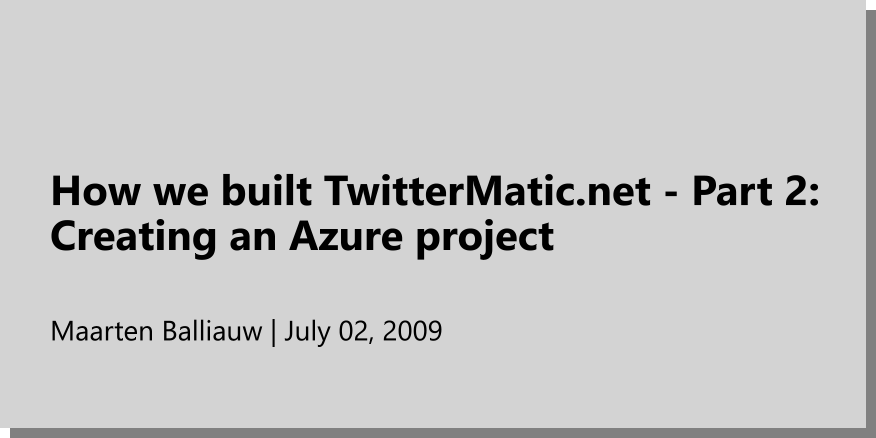 How we built TwitterMatic.net - Part 2:
Creating an Azure project
Maarten Balliauw | July 02, 2009